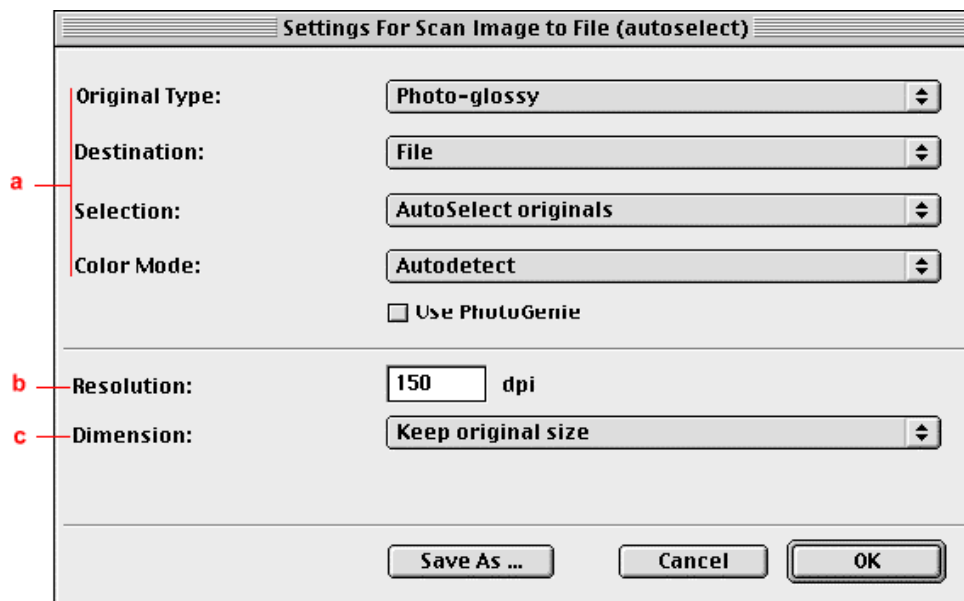 Settings For Scan Image to File (autoselect)
Original Type: Photo-glossy
Destination: File
a
Selection: AutoSelect originals
Color Mode: Autodetect
Use PhotoGenie
b Resolution: 150 dpi
c Dimension: Keep original size
Save As ... Cancel OK